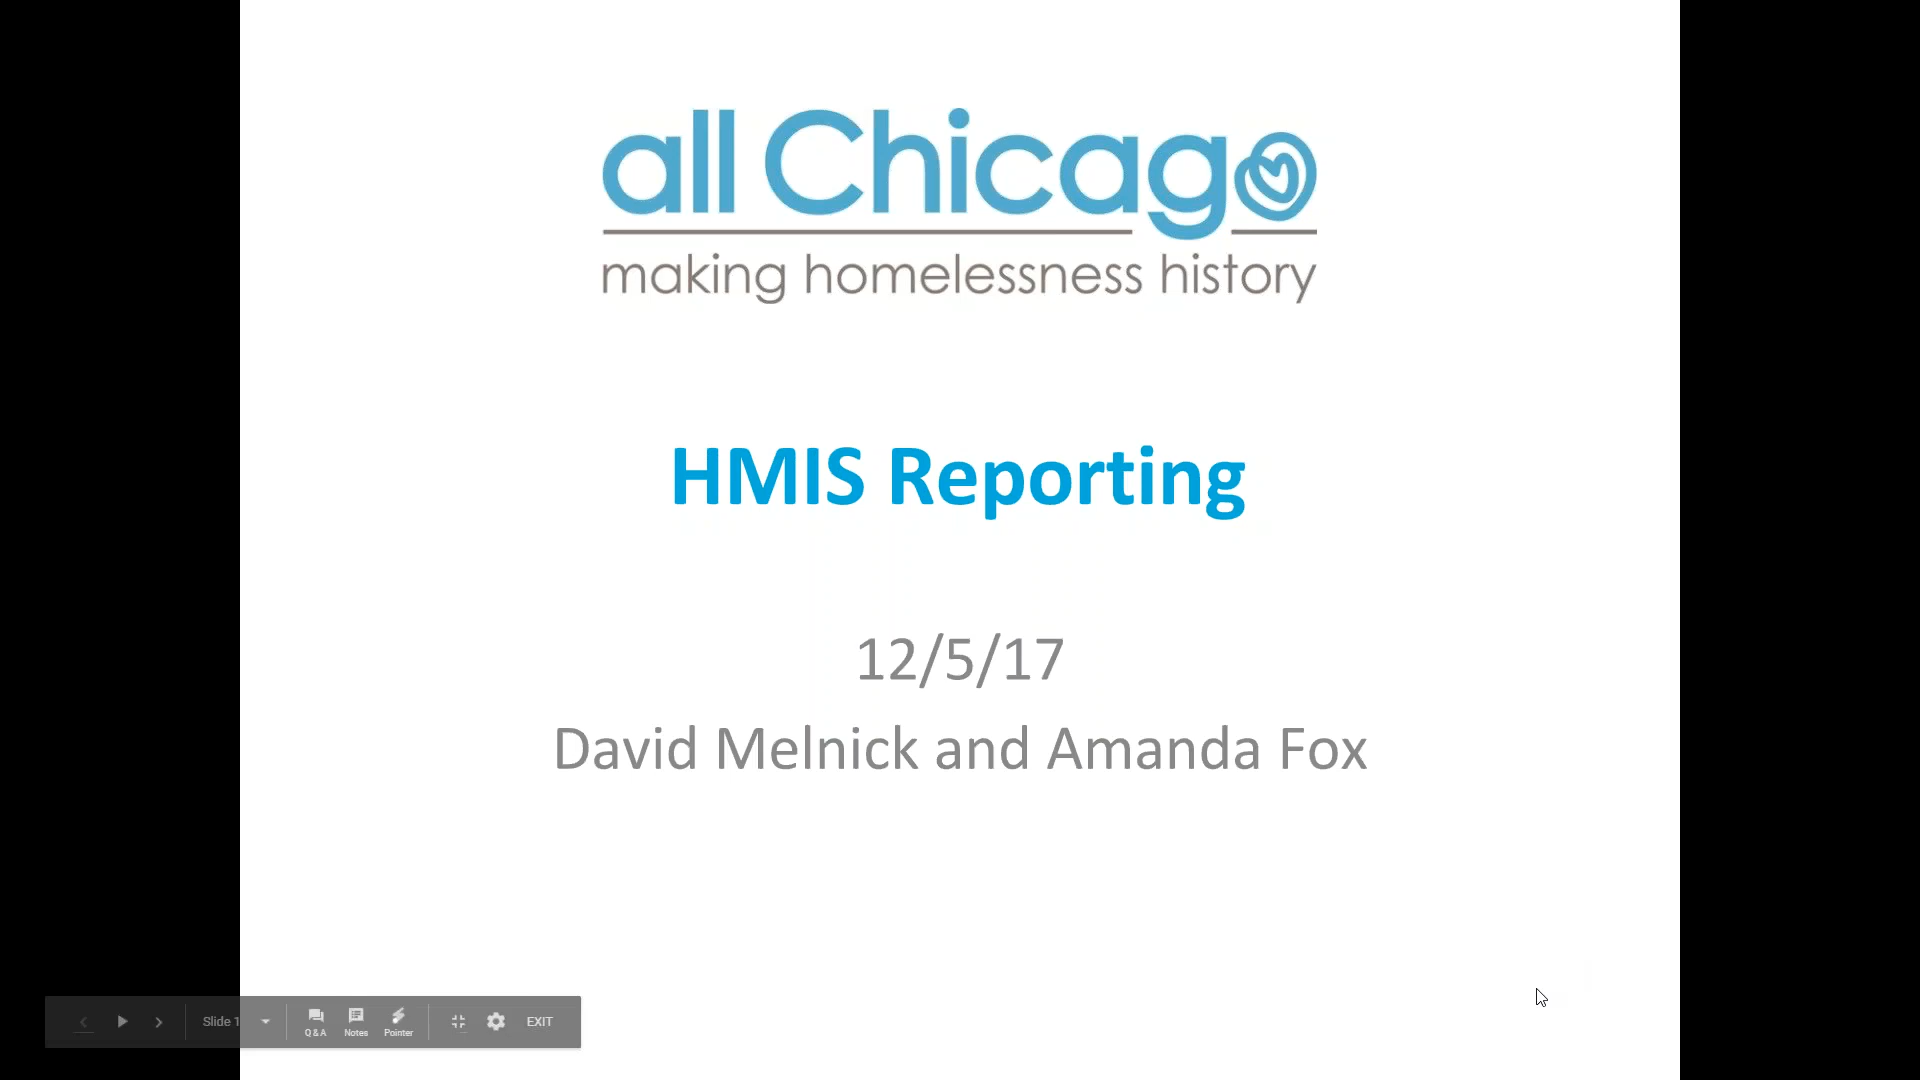 all Chicago
making homelessness history
HMIS Reporting
12/5/17
David Melnick and Amanda Fox
Slide 1
Q&A
Notes
Pointer
EXIT